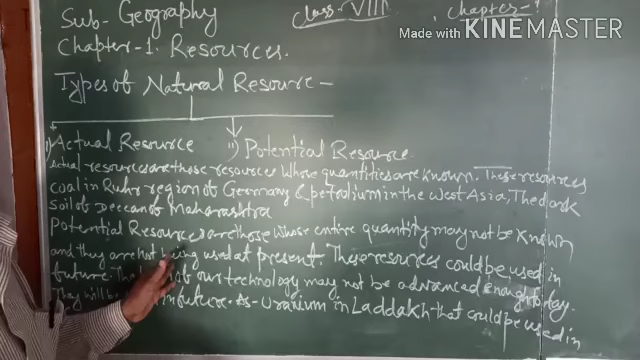 Sub- Geography
Class-VIII
Chapter-1
Made with KINEMASTER
Chapter-1. Resources.
Types of Natural Resource -
i) Actual Resource ii) Potential Resource
Actual resources are those resources whose quantities are known. These resources
coal in Ruhr region of Germany & petrolium in the West Asia, The dark
soil of Deccan of Maharashtra
Potential Resources are those whose entire quantity may not be known
and they are not being used at present. These resources could be used in
future. The of our technology may not be advanced enough today.
They will be in future. Uranium in Laddakh that could be used in